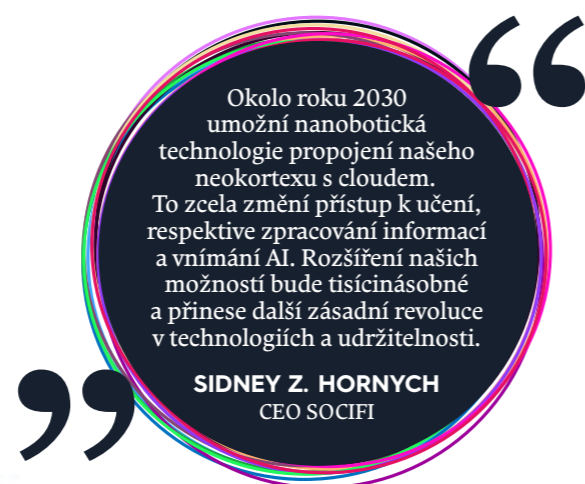 Okolo roku 2030
umožní nanobotická
technologie propojení našeho
neokortexu s cloudem.
To zcela změní přístup k učení,
respektive zpracování informací
a vnímání AI. Rozšíření našich
možností bude tisícinásobné
a přinese další zásadní revoluce
v technologiích a udržitelnosti.
SIDNEY Z. HORNYCH
CEO SOCIFI